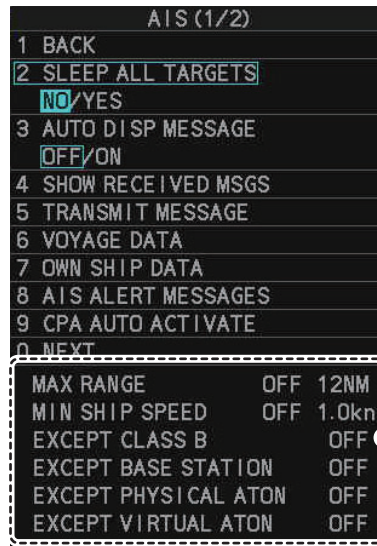 AIS (1/2)
1 BACK
2 SLEEP ALL TARGETS
NO/YES
3 AUTO DISP MESSAGE
OFF/ON
4 SHOW RECEIVED MSGS
5 TRANSMIT MESSAGE
6 VOYAGE DATA
7 OWN SHIP DATA
8 AIS ALERT MESSAGES
9 CPA AUTO ACTIVATE
0 NEXT
MAX RANGE OFF 12NM
MIN SHIP SPEED OFF 1.0kn
EXCEPT CLASS B OFF
EXCEPT BASE STATION OFF
EXCEPT PHYSICAL ATON OFF
EXCEPT VIRTUAL ATON OFF